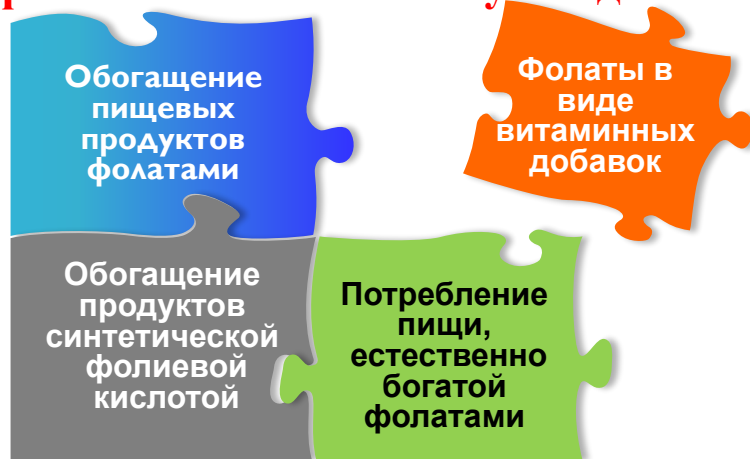 Обогащение
пищевых
продуктов
фолатами
Фолаты в
виде
витаминных
добавок
Обогащение
продуктов
синтетической
фолиевой
кислотой
Потребление
пищи,
естественно
богатой
фолатами